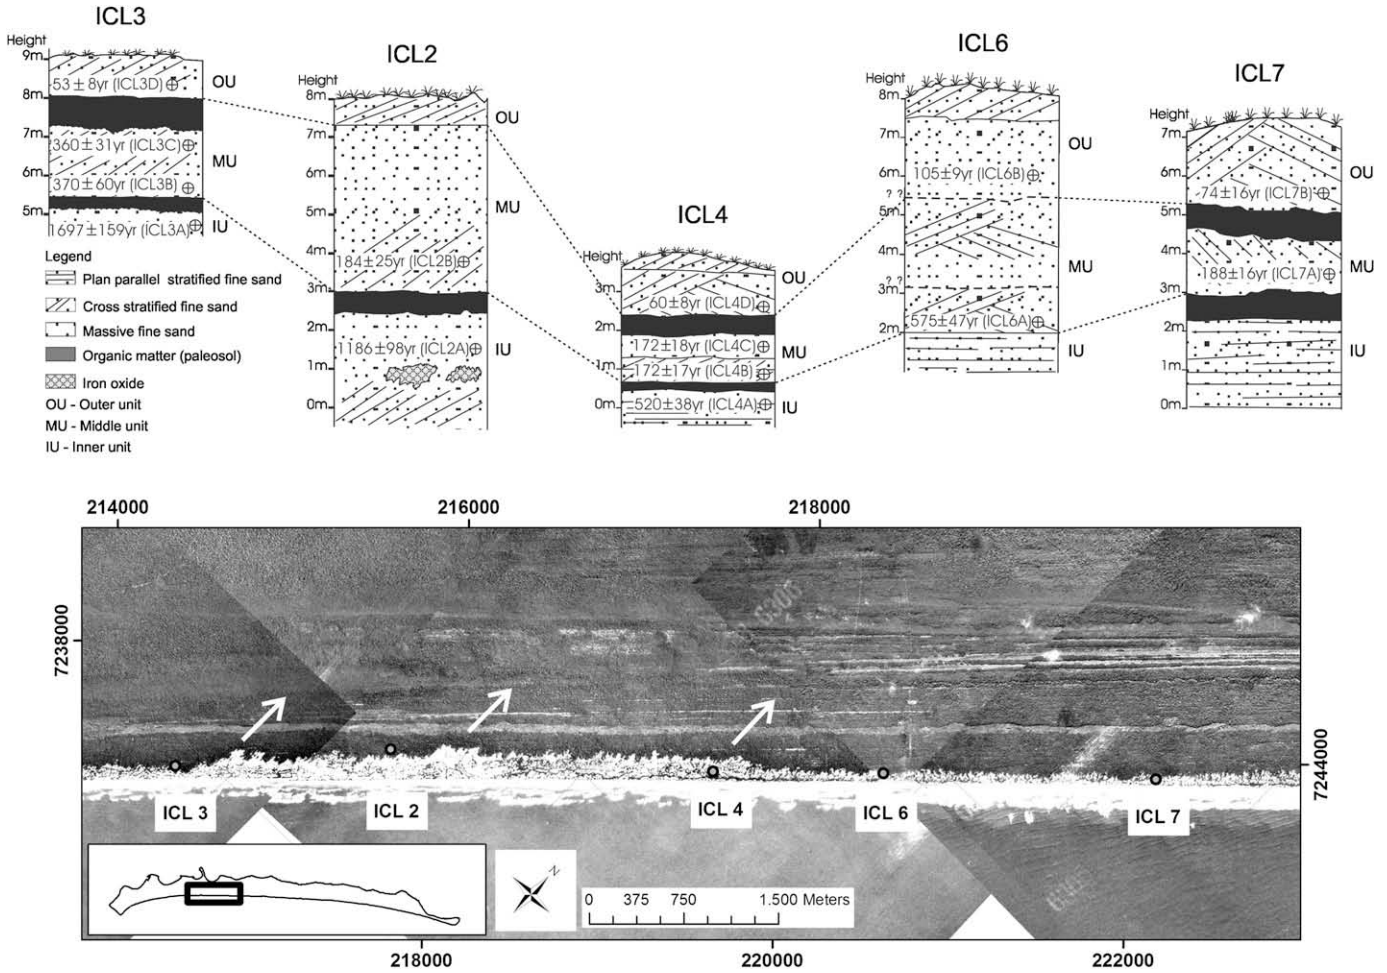 ICL3
Height
9m
53±8yr (ICL3D)
OU
8m
7m
360±31yr (ICL3C)
MU
6m
370±60yr (ICL3B)
5m
1697±159yr (ICL3A)
IU
Legend
Plan parallel stratified fine sand
Cross stratified fine sand
Massive fine sand
Organic matter (paleosol)
Iron oxide
OU - Outer unit
MU - Middle unit
IU - Inner unit
ICL2
Height
8m
OU
7m
6m
MU
5m
4m
184±25yr (ICL2B)
3m
2m
1186±98yr (ICL2A)
IU
1m
0m
ICL4
Height
OU
3m
60±8yr (ICL4D)
2m
172±18yr (ICL4C)
MU
1m
172±17yr (ICL4B)
0m
520±38yr (ICL4A)
IU
ICL6
Height
8m
7m
OU
6m
105±9yr (ICL6B)
? ?
5m
4m
MU
? ?
3m
575±47yr (ICL6A)
2m
IU
1m
ICL7
Height
7m
6m
OU
74±16yr (ICL7B)
5m
4m
MU
188±16yr (ICL7A)
3m
2m
IU
1m
0m
214000
216000
218000
7238000
7244000
ICL 3
ICL 2
ICL 4
ICL 6
ICL 7
N
0 375 750 1.500 Meters
218000
220000
222000